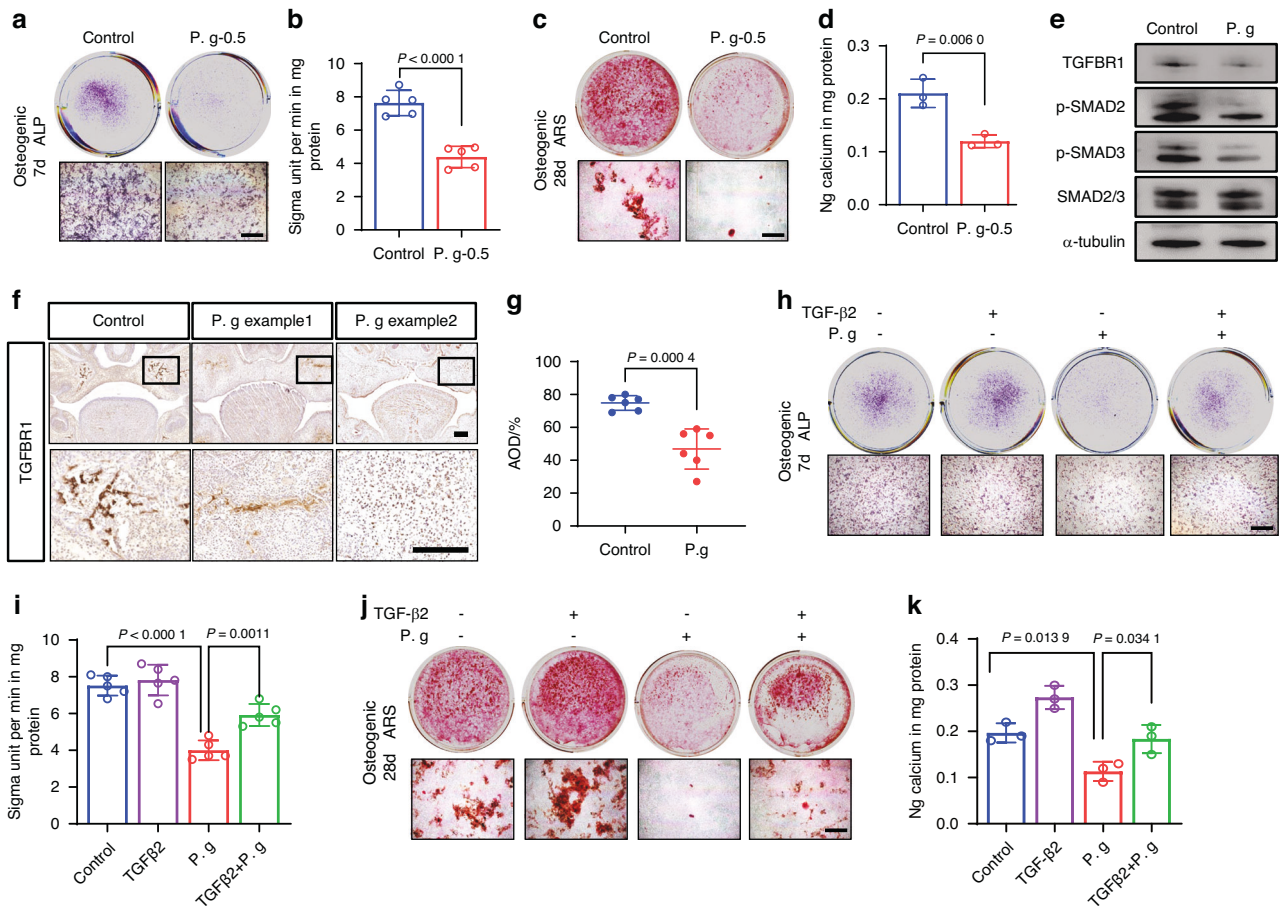 a
Control
P. g-0.5
Osteogenic
7d ALP
b
P < 0.000 1
Sigma unit per min in mg
protein
10
8
6
4
2
0
Control P. g-0.5
c
Control
P. g-0.5
Osteogenic
28d ARS
d
P = 0.006 0
Ng calcium in mg protein
0.3
0.2
0.1
0.0
Control P. g-0.5
e
Control P. g
TGFBR1
p-SMAD2
p-SMAD3
SMAD2/3
α-tubulin
f
Control
P. g example1
P. g example2
TGFBR1
g
P = 0.000 4
AOD/%
100
80
60
40
20
0
Control P.g
h
TGF-β2 - + - +
P. g - - + +
Osteogenic
7d ALP
i
P < 0.000 1 P = 0.0011
Sigma unit per min in mg
protein
10
8
6
4
2
0
Control
TGFβ2
P. g
TGFβ2+P. g
j
TGF-β2 - + - +
P. g - - + +
Osteogenic
28d ARS
k
P = 0.013 9 P = 0.034 1
Ng calcium in mg protein
0.4
0.3
0.2
0.1
0.0
Control
TGF-β2
P. g
TGFβ2+P. g